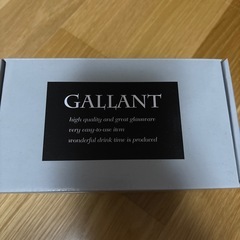 GALLANT
high quality and great glassware
very easy-to-use item
wonderful drink time is produced